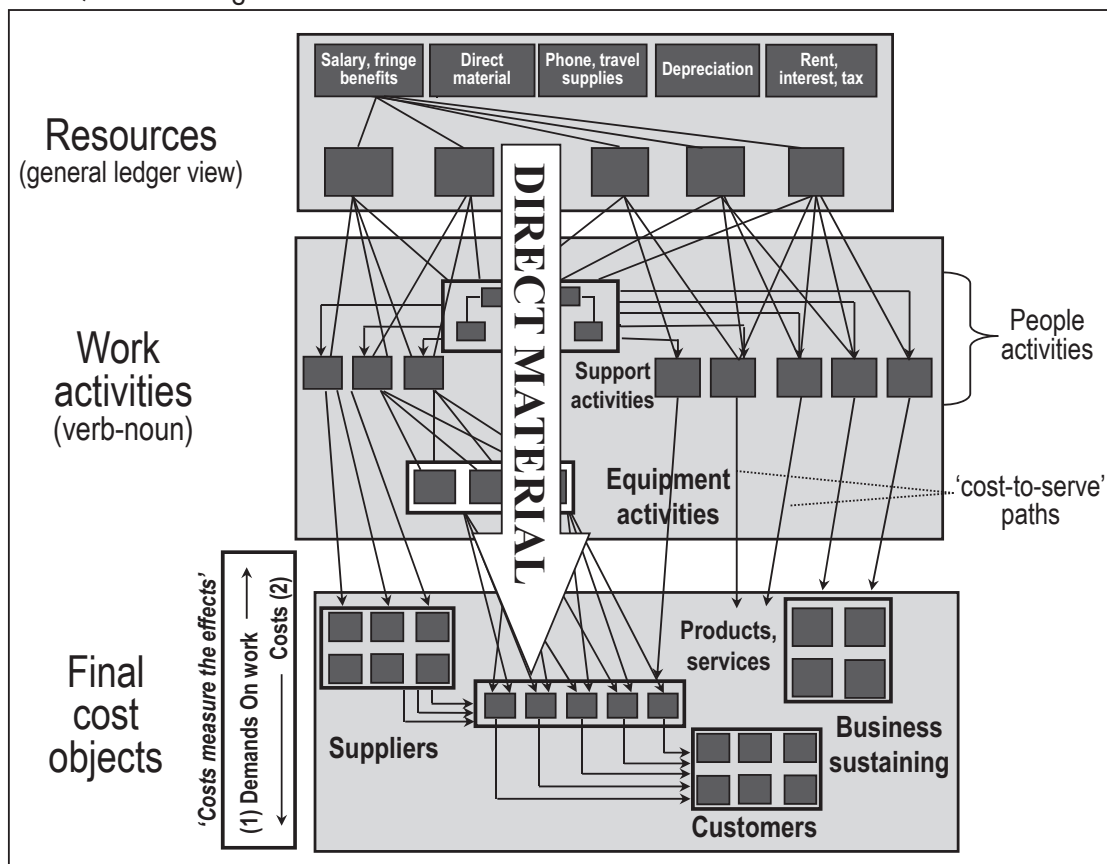 Salary, fringe
benefits
Direct
material
Phone, travel
supplies
Depreciation
Rent,
interest, tax
Resources
(general ledger view)
DIRECT MATERIAL
Work
activities
(verb-noun)
Support
activities
People
activities
Equipment
activities
‘cost-to-serve’
paths
‘Costs measure the effects’
(1) Demands On work
Costs (2)
Final
cost
objects
Suppliers
Products,
services
Business
sustaining
Customers